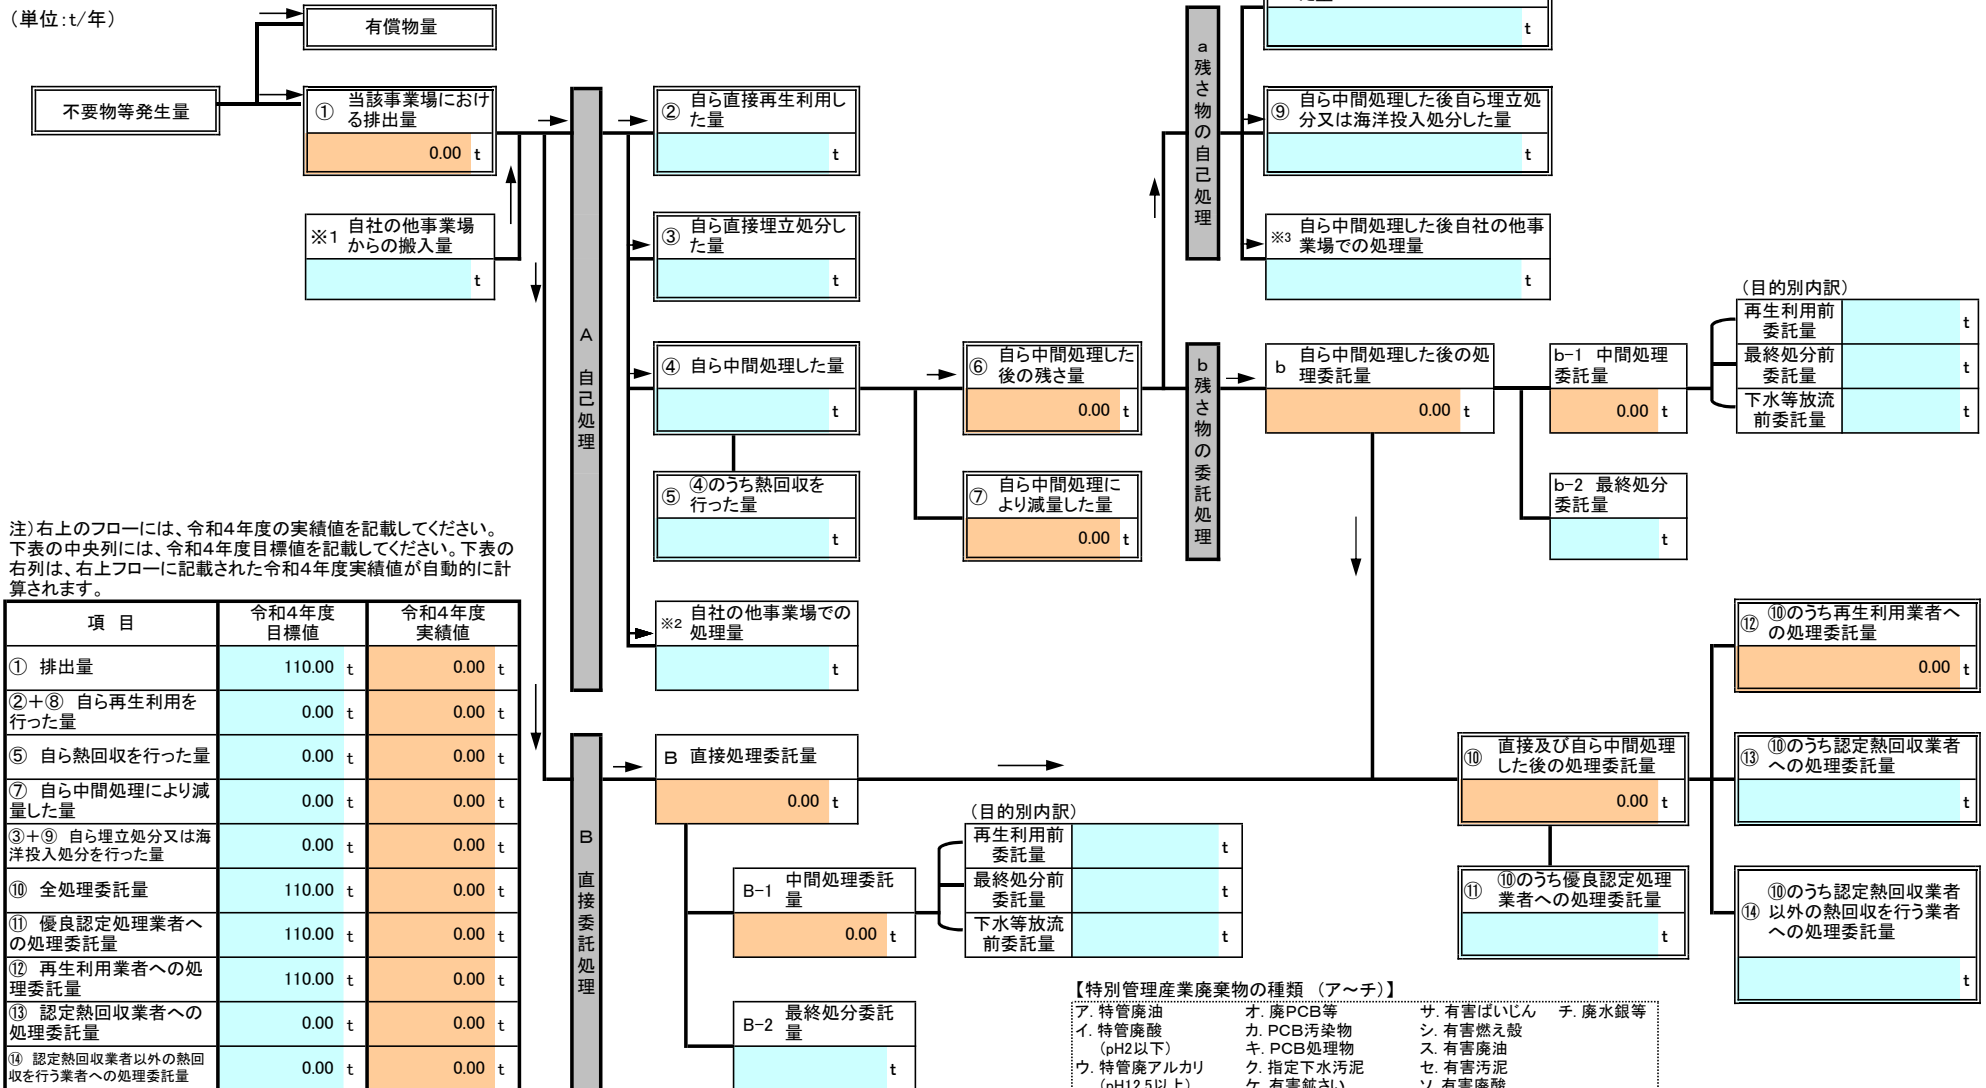 （単位：t/年）
有償物量
不要物等発生量
① 当該事業場におけ
る排出量
0.00 t
※1 自社の他事業場
からの搬入量
t
A 自己処理
② 自ら直接再生利用し
た量
t
③ 自ら直接埋立処分し
た量
t
④ 自ら中間処理した量
t
⑤ ④のうち熱回収を
行った量
t
※2 自社の他事業場での
処理量
t
⑥ 自ら中間処理した
後の残さ量
0.00 t
⑦ 自ら中間処理に
より減量した量
0.00 t
a 残さ物の自己処理
t
⑨ 自ら中間処理した後自ら埋立処
分又は海洋投入処分した量
t
※3 自ら中間処理した後自社の他事
業場での処理量
t
b 残さ物の委託処理
b 自ら中間処理した後の処
理委託量
0.00 t
b-1 中間処理
委託量
0.00 t
b-2 最終処分
委託量
t
（目的別内訳）
再生利用前
委託量
t
最終処分前
委託量
t
下水等放流
前委託量
t
注）右上のフローには、令和4年度の実績値を記載してください。
下表の中央列には、令和4年度目標値を記載してください。下表の
右列は、右上フローに記載された令和4年度実績値が自動的に計
算されます。
項 目
令和4年度
目標値
令和4年度
実績値
① 排出量 110.00 t 0.00 t
②＋⑧ 自ら再生利用を
行った量 0.00 t 0.00 t
⑤ 自ら熱回収を行った量 0.00 t 0.00 t
⑦ 自ら中間処理により減
量した量 0.00 t 0.00 t
③＋⑨ 自ら埋立処分又は海
洋投入処分を行った量 0.00 t 0.00 t
⑩ 全処理委託量 110.00 t 0.00 t
⑪ 優良認定処理業者へ
の処理委託量 110.00 t 0.00 t
⑫ 再生利用業者への処
理委託量 110.00 t 0.00 t
⑬ 認定熱回収業者への
処理委託量 0.00 t 0.00 t
⑭ 認定熱回収業者以外の熱回
収を行う業者への処理委託量 0.00 t 0.00 t
B 直接委託処理
B 直接処理委託量
0.00 t
B-1 中間処理委託
量
0.00 t
B-2 最終処分委託
量
t
（目的別内訳）
再生利用前
委託量
t
最終処分前
委託量
t
下水等放流
前委託量
t
⑩ 直接及び自ら中間処理
した後の処理委託量
0.00 t
⑪ ⑩のうち優良認定処理
業者への処理委託量
t
⑫ ⑩のうち再生利用業者へ
の処理委託量
0.00 t
⑬ ⑩のうち認定熱回収業者
への処理委託量
t
⑭ ⑩のうち認定熱回収業者
以外の熱回収を行う業者
への処理委託量
t
【特別管理産業廃棄物の種類 （ア～チ）】
ア. 特管廃油 オ. 廃PCB等 サ. 有害ばいじん チ. 廃水銀等
イ. 特管廃酸 カ. PCB汚染物 シ. 有害燃え殻
（pH2以下） キ. PCB処理物 ス. 有害廃油
ウ. 特管廃アルカリ ク. 指定下水汚泥 セ. 有害汚泥
（pH12.5以上） ケ. 有害鉱さい ソ. 有害廃酸